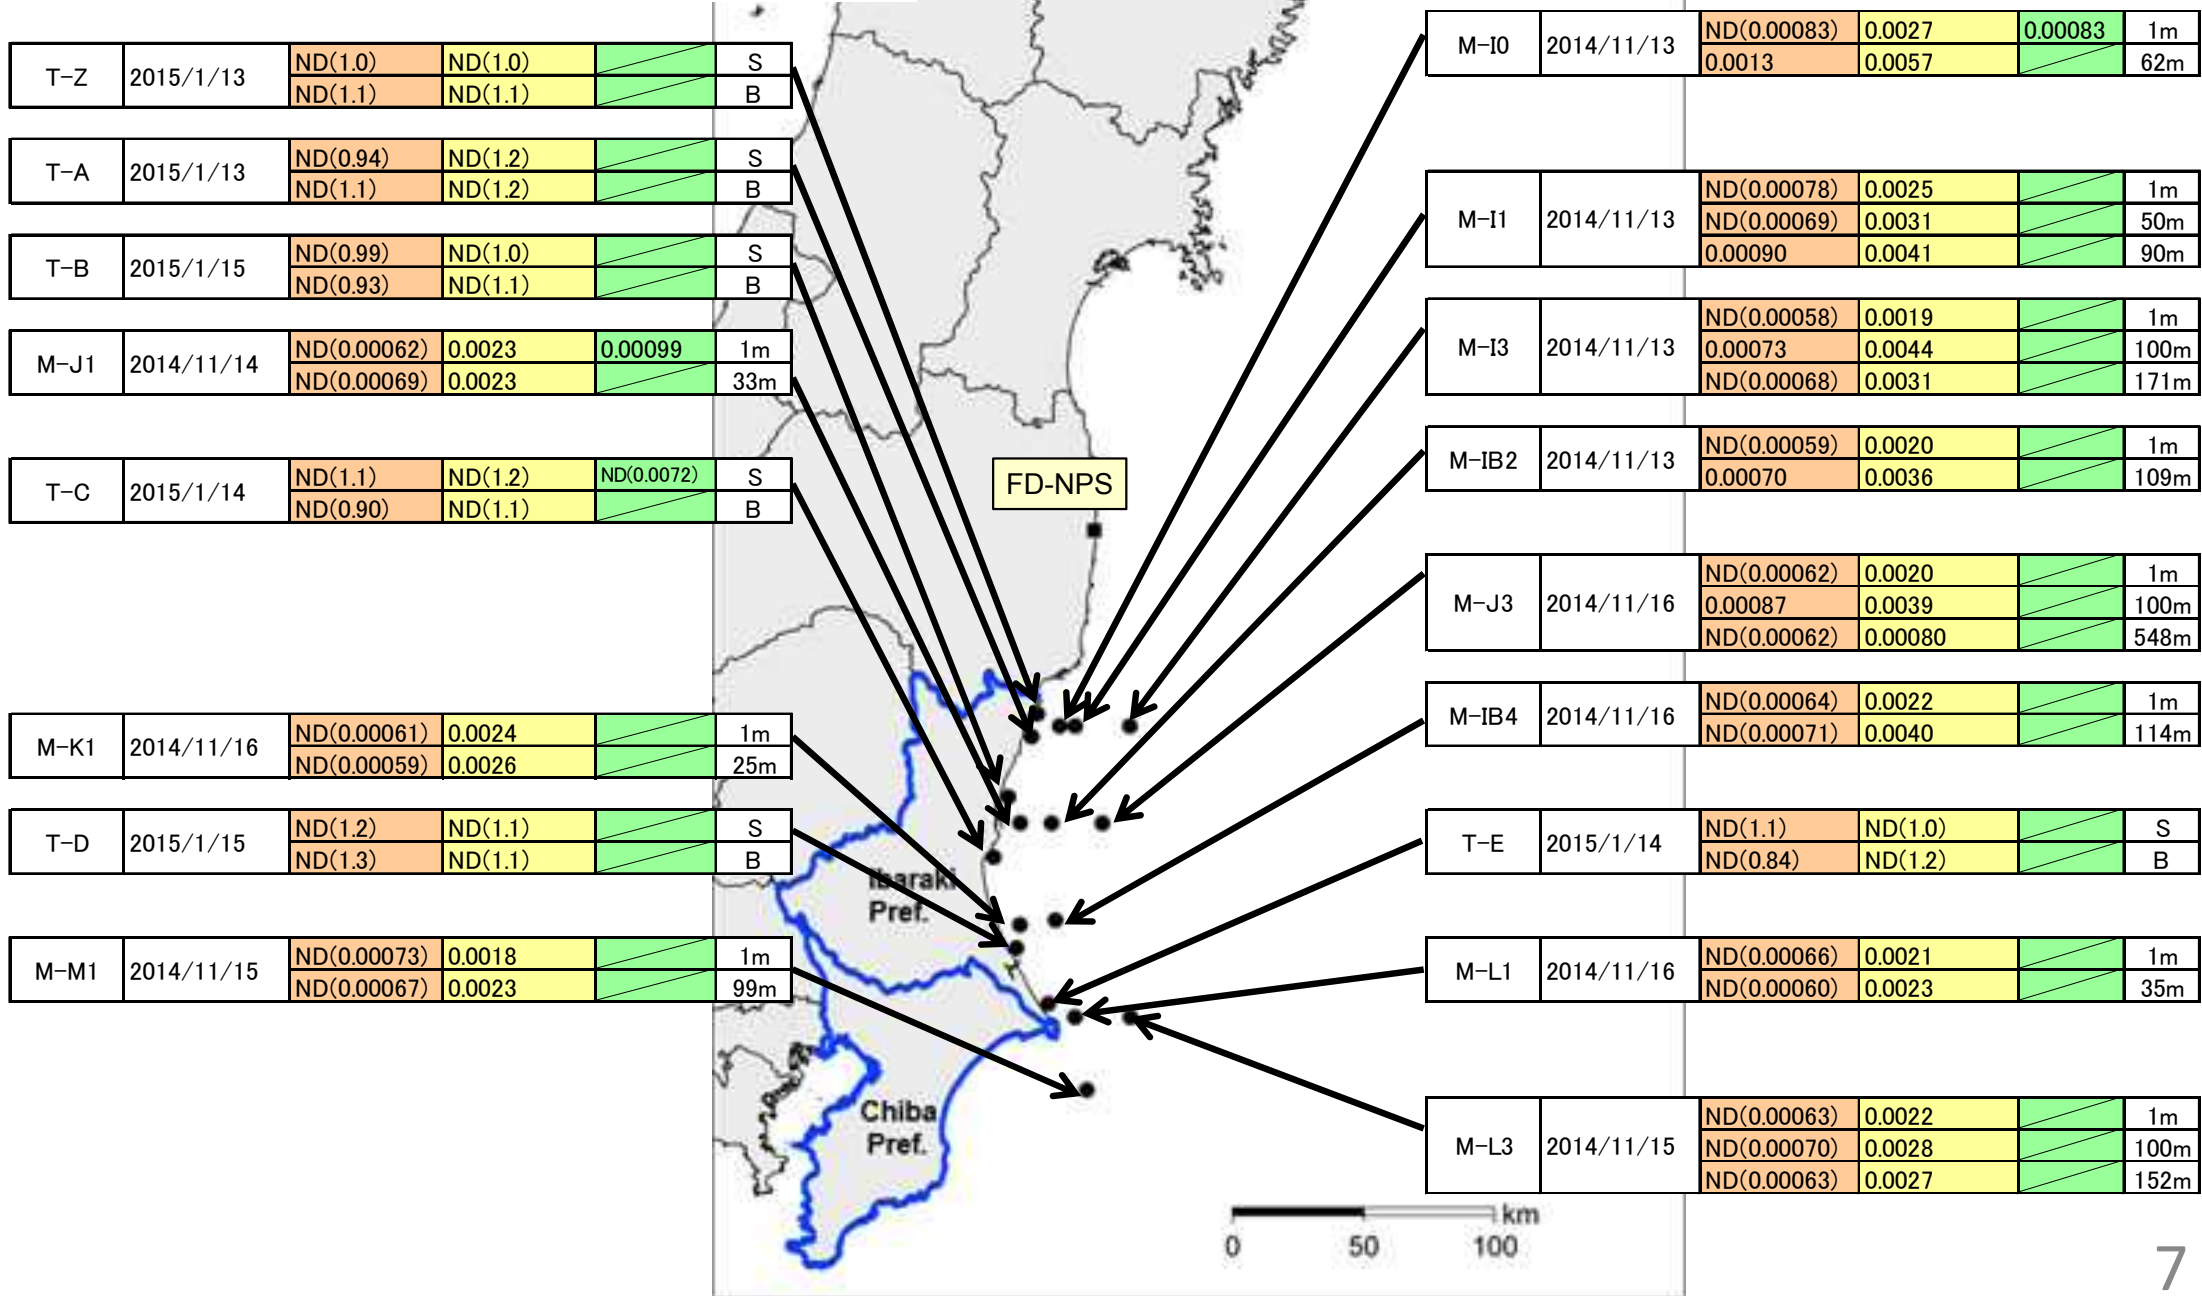 T-Z 2015/1/13 ND(1.0) ND(1.0) S
ND(1.1) ND(1.1) B
T-A 2015/1/13 ND(0.94) ND(1.2) S
ND(1.1) ND(1.2) B
T-B 2015/1/15 ND(0.99) ND(1.0) S
ND(0.93) ND(1.1) B
M-J1 2014/11/14 ND(0.00062) 0.0023 0.00099 1m
ND(0.00069) 0.0023 33m
T-C 2015/1/14 ND(1.1) ND(1.2) ND(0.0072) S
ND(0.90) ND(1.1) B
M-K1 2014/11/16 ND(0.00061) 0.0024 1m
ND(0.00059) 0.0026 25m
T-D 2015/1/15 ND(1.2) ND(1.1) S
ND(1.3) ND(1.1) B
M-M1 2014/11/15 ND(0.00073) 0.0018 1m
ND(0.00067) 0.0023 99m
FD-NPS
Ibaraki
Pref.
Chiba
Pref.
M-I0 2014/11/13 ND(0.00083) 0.0027 0.00083 1m
0.0013 0.0057 62m
M-I1 2014/11/13 ND(0.00078) 0.0025 1m
ND(0.00069) 0.0031 50m
0.00090 0.0041 90m
M-I3 2014/11/13 ND(0.00058) 0.0019 1m
0.00073 0.0044 100m
ND(0.00068) 0.0031 171m
M-IB2 2014/11/13 ND(0.00059) 0.0020 1m
0.00070 0.0036 109m
M-J3 2014/11/16 ND(0.00062) 0.0020 1m
0.00087 0.0039 100m
ND(0.00062) 0.00080 548m
M-IB4 2014/11/16 ND(0.00064) 0.0022 1m
ND(0.00071) 0.0040 114m
T-E 2015/1/14 ND(1.1) ND(1.0) S
ND(0.84) ND(1.2) B
M-L1 2014/11/16 ND(0.00066) 0.0021 1m
ND(0.00060) 0.0023 35m
M-L3 2014/11/15 ND(0.00063) 0.0022 1m
ND(0.00070) 0.0028 100m
ND(0.00063) 0.0027 152m
km
0 50 100
7